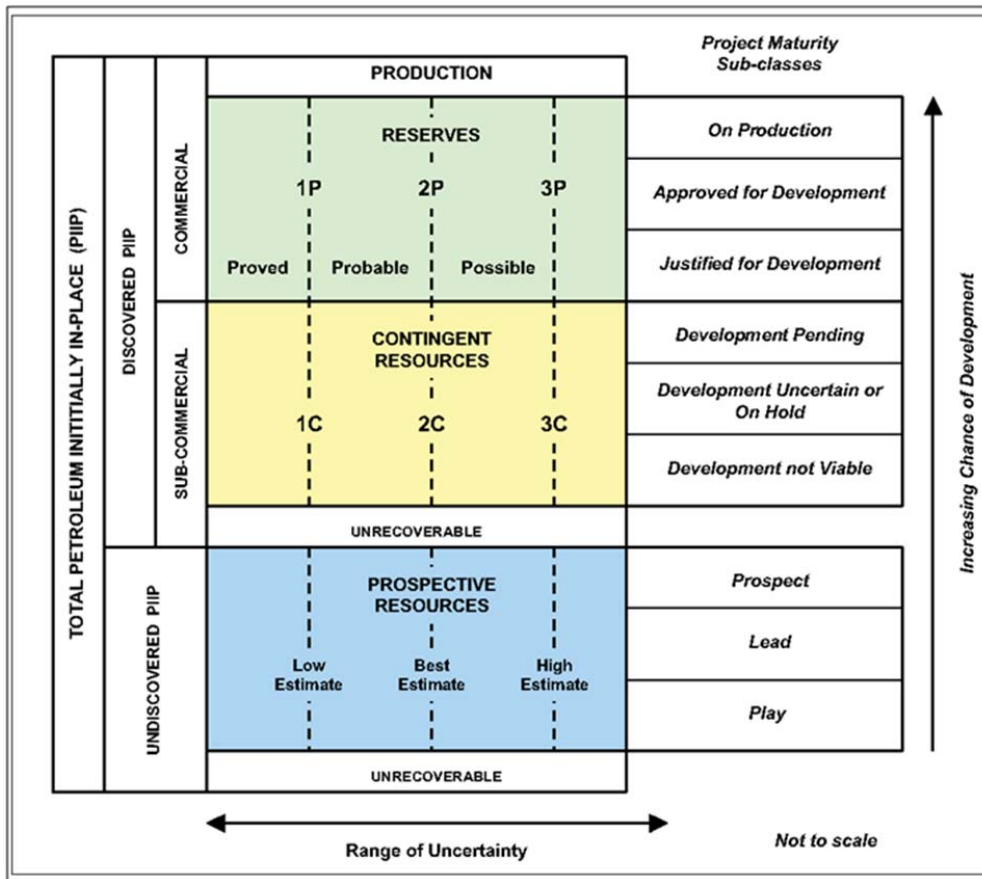 Project Maturity
Sub-classes
TOTAL PETROLEUM INITIALLY IN-PLACE (PIIP)
DISCOVERED PIIP
COMMERCIAL
PRODUCTION
RESERVES
1P 2P 3P
Proved Probable Possible
On Production
Approved for Development
Justified for Development
SUB-COMMERCIAL
CONTINGENT
RESOURCES
1C 2C 3C
Development Pending
Development Uncertain or
On Hold
Development not Viable
UNRECOVERABLE
UNDISCOVERED PIIP
PROSPECTIVE
RESOURCES
Low
Estimate
Best
Estimate
High
Estimate
Prospect
Lead
Play
UNRECOVERABLE
Increasing Chance of Development
Range of Uncertainty
Not to scale